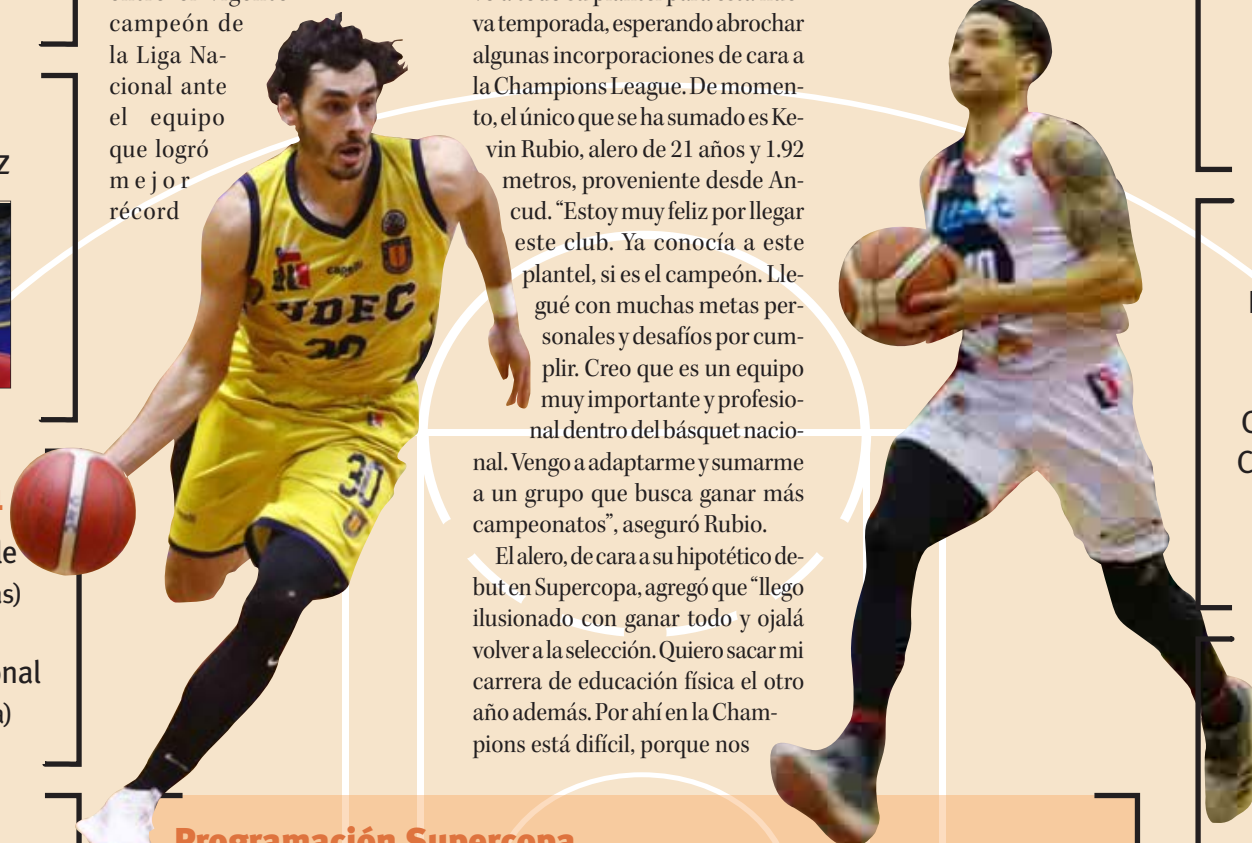 campeón de
la Liga Na-
cional ante
el equipo
que logró
mejor
récord
va temporada, esperando abrochar
algunas incorporaciones de cara a
la Champions League. De momen-
to, el único que se ha sumado es Ke-
vin Rubio, alero de 21 años y 1.92
metros, proveniente desde An-
cud. “Estoy muy feliz por llegar
este club. Ya conocía a este
plantel, si es el campeón. Lle-
gué con muchas metas per-
sonales y desafíos por cum-
plir. Creo que es un equipo
muy importante y profesio-
nal dentro del básquet nacio-
nal. Vengo a adaptarme y sumarme
a un grupo que busca ganar más
campeonatos”, aseguró Rubio.
El alero, de cara a su hipotético de-
but en Supercopa, agregó que “llego
ilusionado con ganar todo y ojalá
volver a la selección. Quiero sacar mi
carrera de educación física el otro
año además. Por ahí en la Cham-
pions está difícil, porque nos
Programación Supercopa
UDEC
30
30